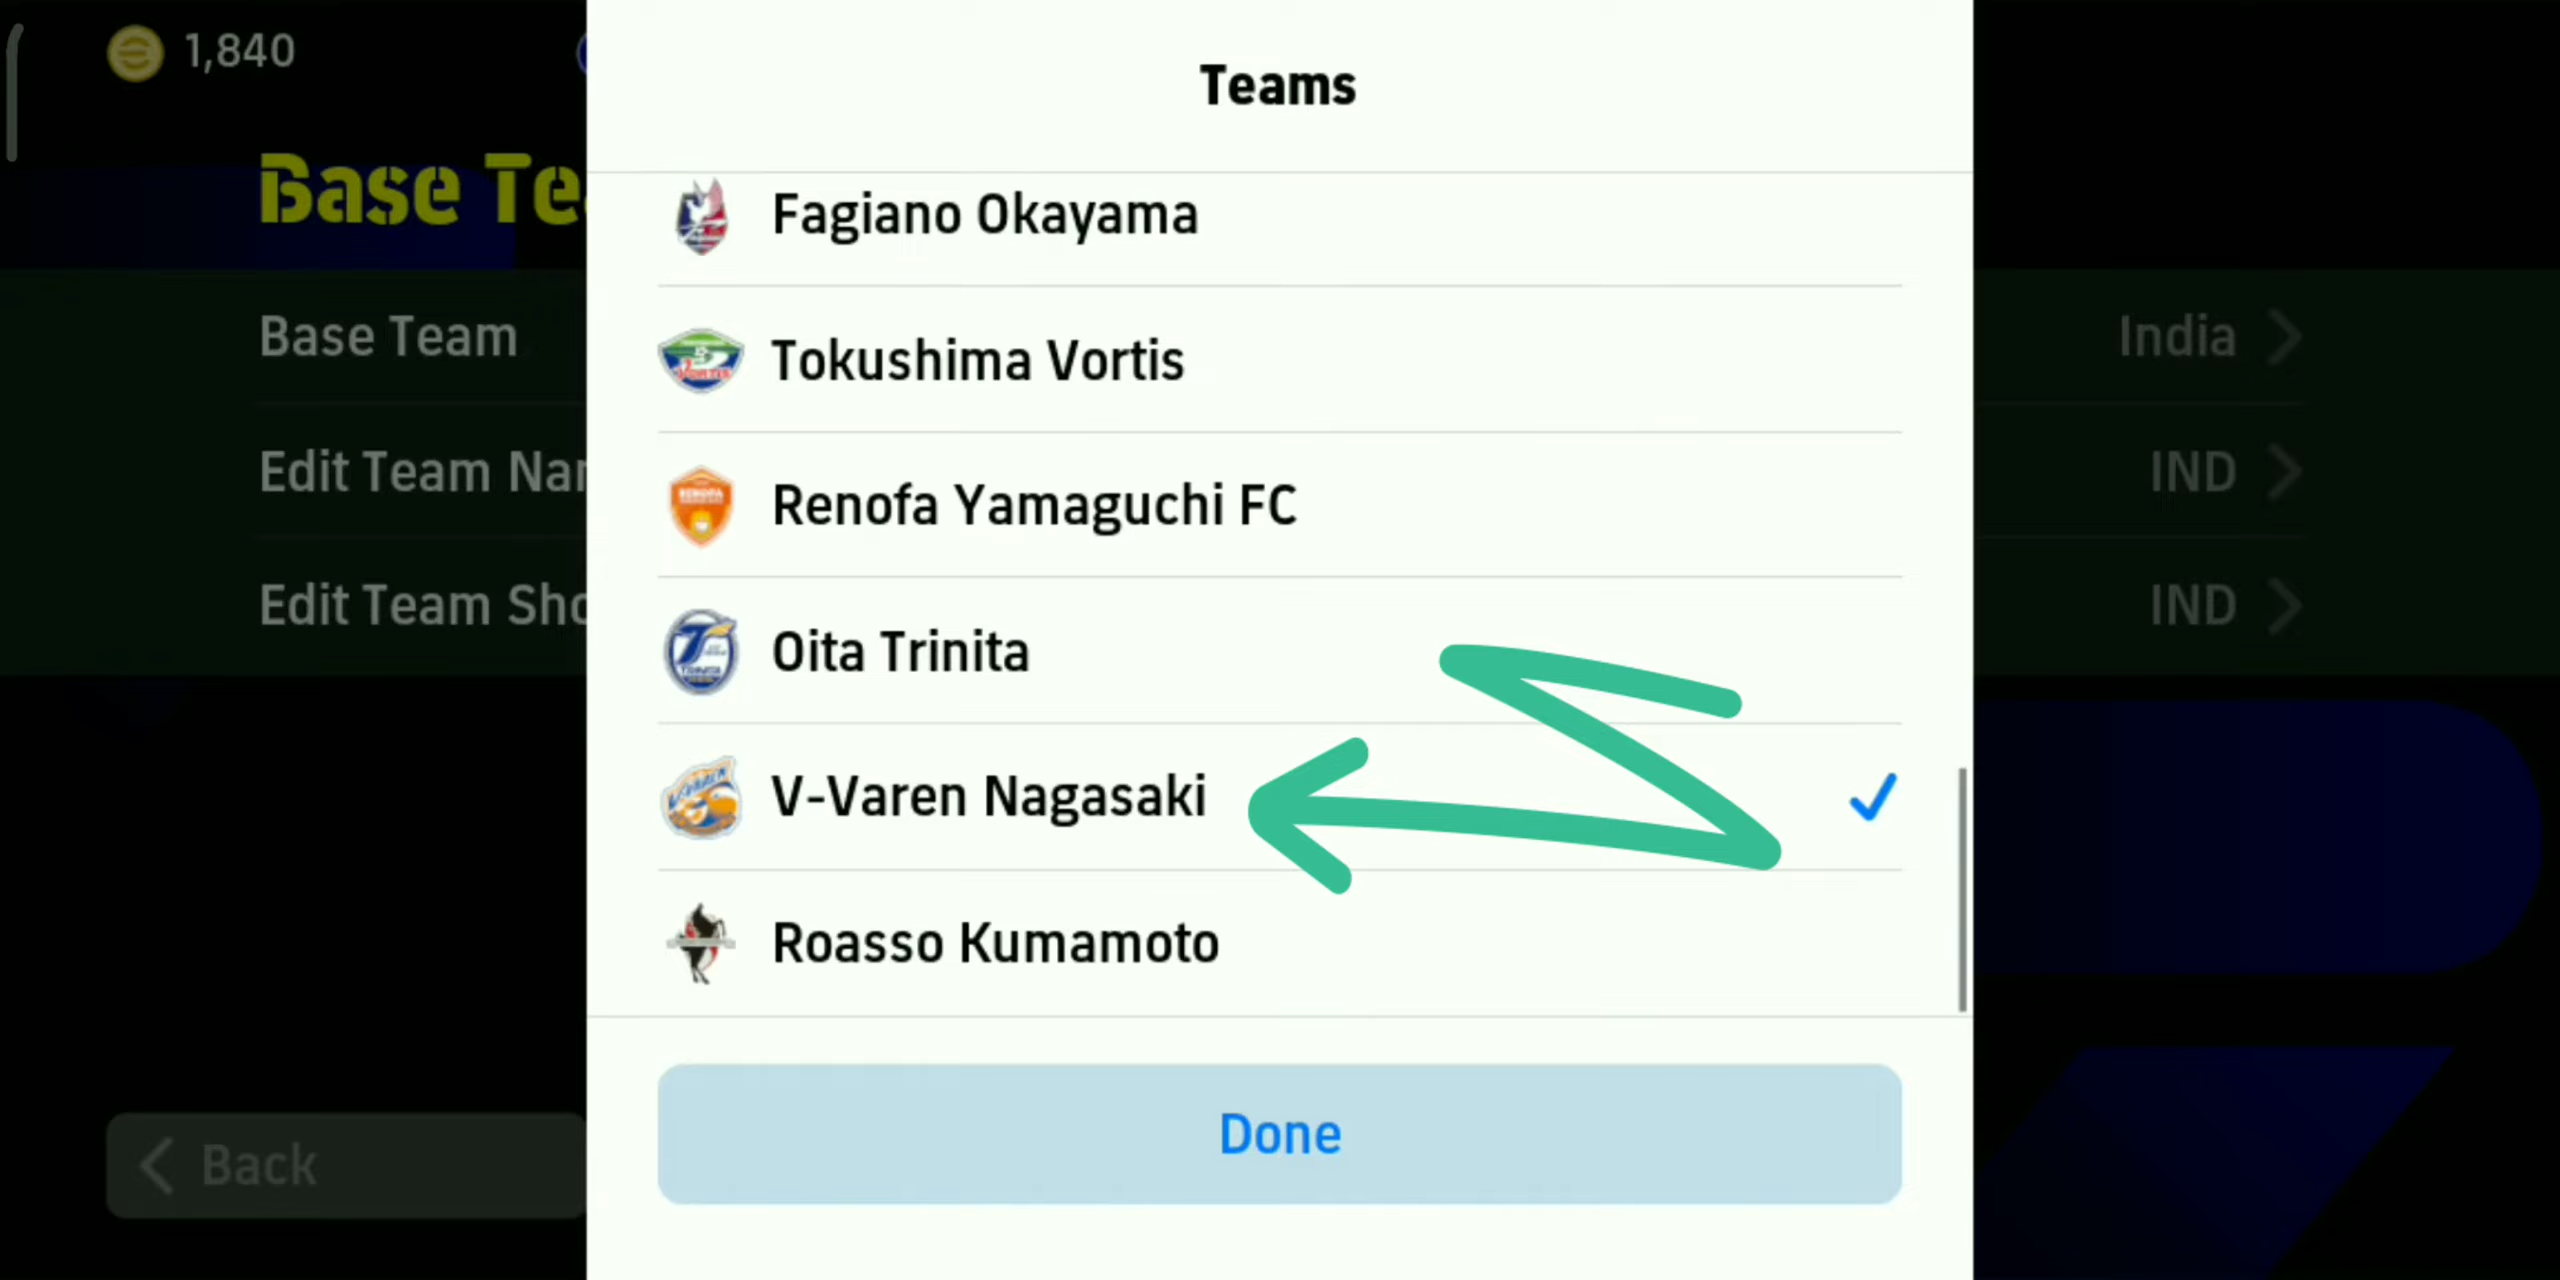 1,840
Base Te
Base Team
India
Edit Team Nar
IND
Edit Team Sho
IND
Back
Teams
Fagiano Okayama
Tokushima Vortis
Renofa Yamaguchi FC
Oita Trinita
V-Varen Nagasaki
Roasso Kumamoto
Done